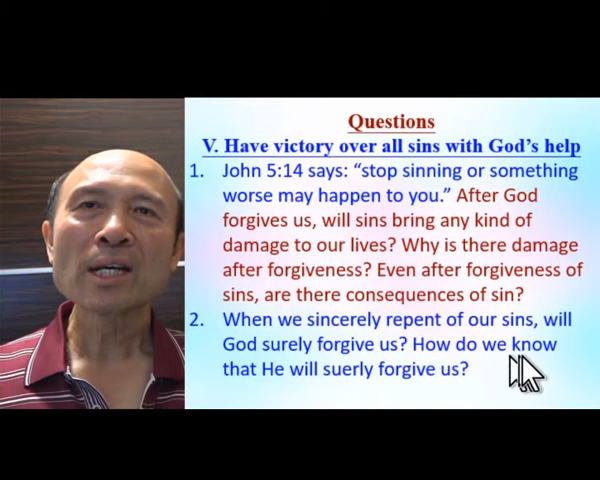 Questions
V. Have victory over all sins with God's help
1. John 5:14 says: “stop sinning or something
worse may happen to you.” After God
forgives us, will sins bring any kind of
damage to our lives? Why is there damage
after forgiveness? Even after forgiveness of
sins, are there consequences of sin?
2. When we sincerely repent of our sins, will
God surely forgive us? How do we know
that He will suerly forgive us?